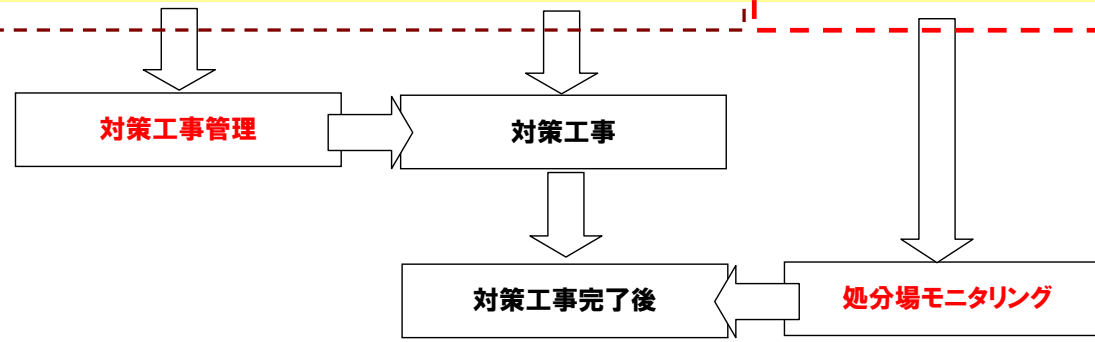 対策工事管理
対策工事
対策工事完了後
処分場モニタリング